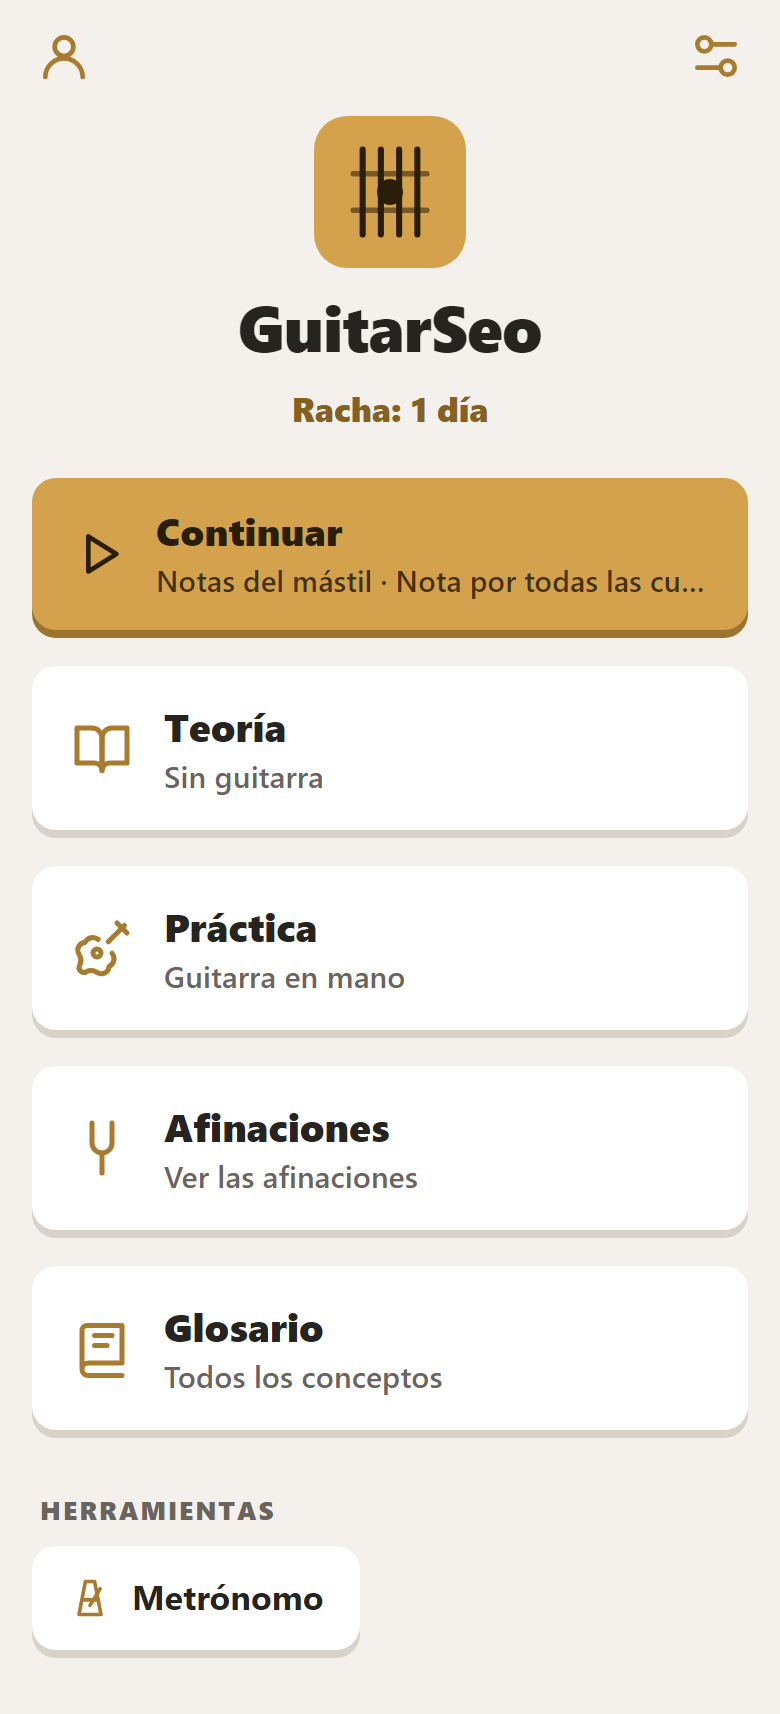 GuitarSeo
Racha: 1 día
Continuar
Notas del mástil · Nota por todas las cu...
Teoría
Sin guitarra
Práctica
Guitarra en mano
Afinaciones
Ver las afinaciones
Glosario
Todos los conceptos
HERRAMIENTAS
Metrónomo